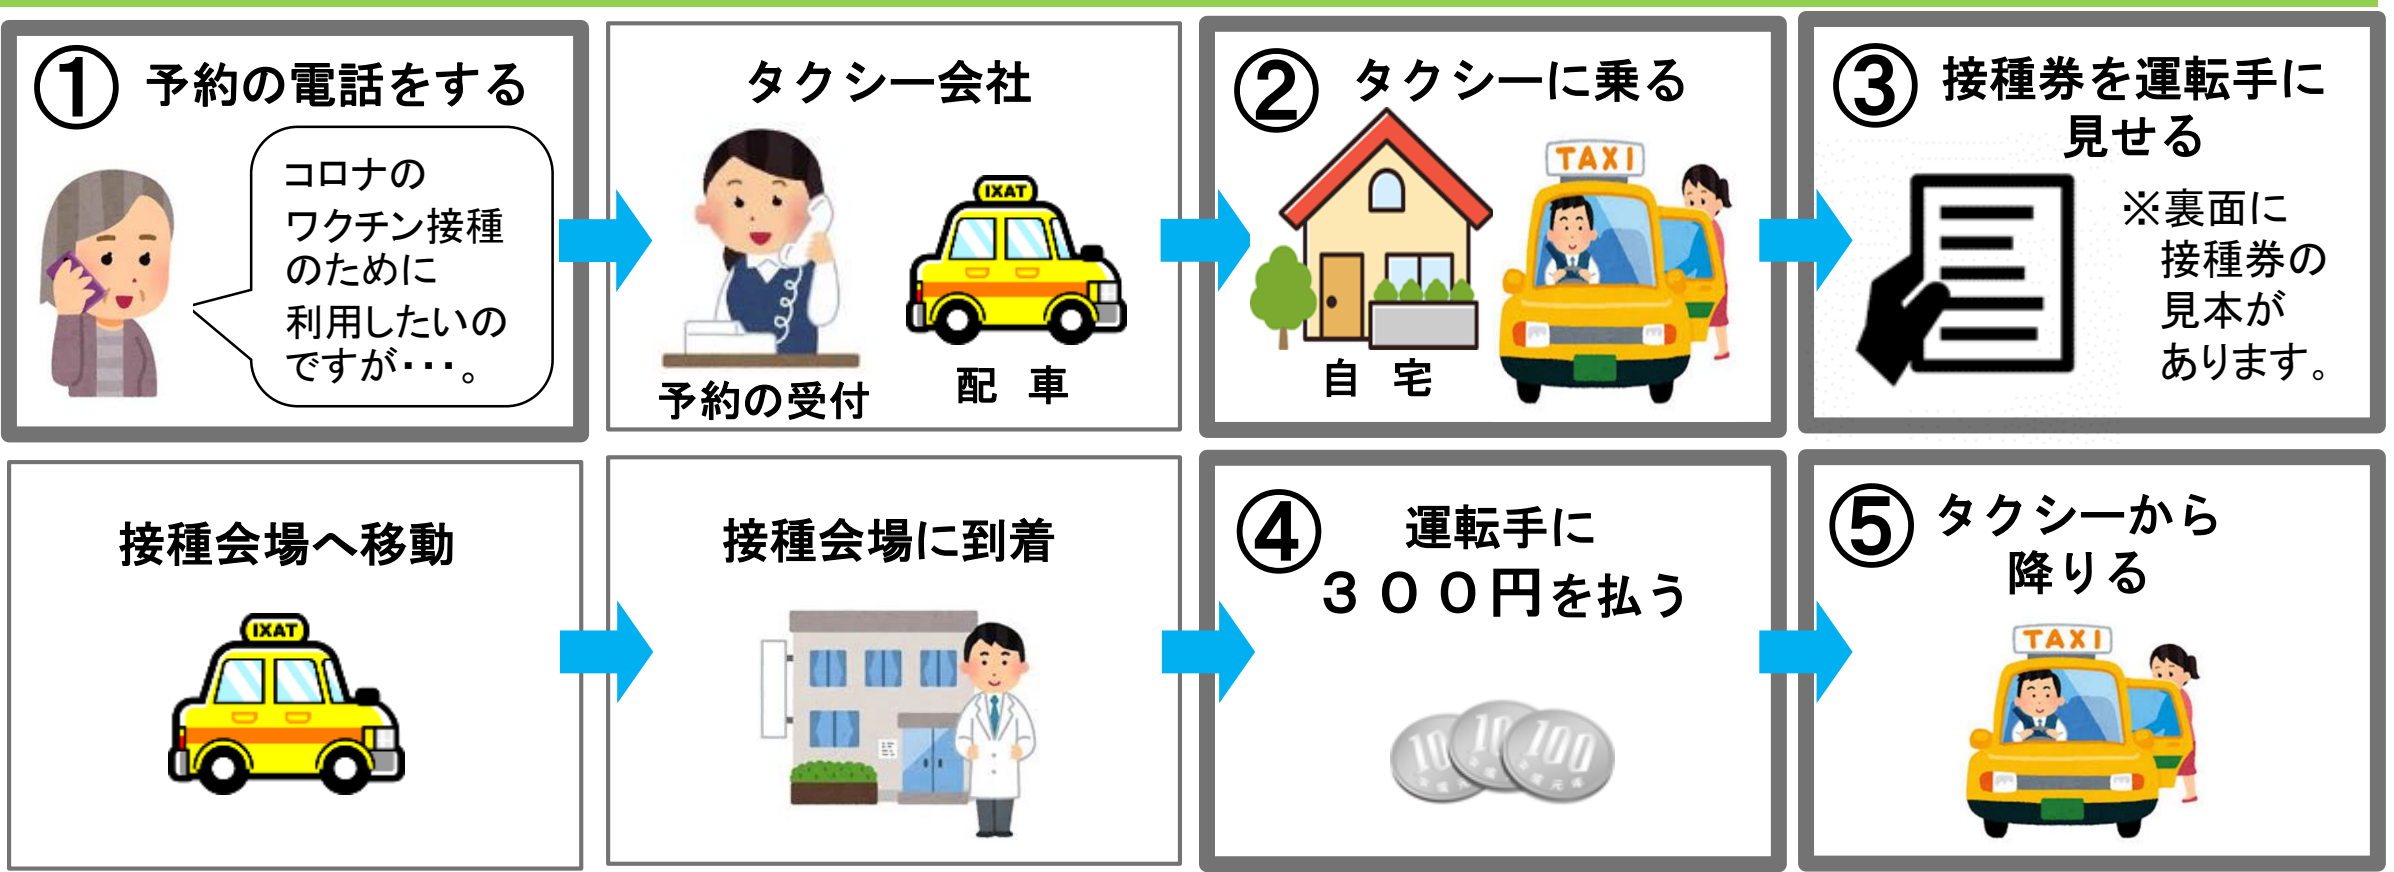 ① 予約の電話をする
コロナの
ワクチン接種
のために
利用したいの
ですが・・・。
タクシー会社
IXAT
予約の受付
配 車
② タクシーに乗る
TAXI
自 宅
③ 接種券を運転手に
見せる
※裏面に
接種券の
見本が
あります。
接種会場へ移動
IXAT
接種会場に到着
④ 運転手に
３００円を払う
10
10
100
⑤ タクシーから
降りる
TAXI